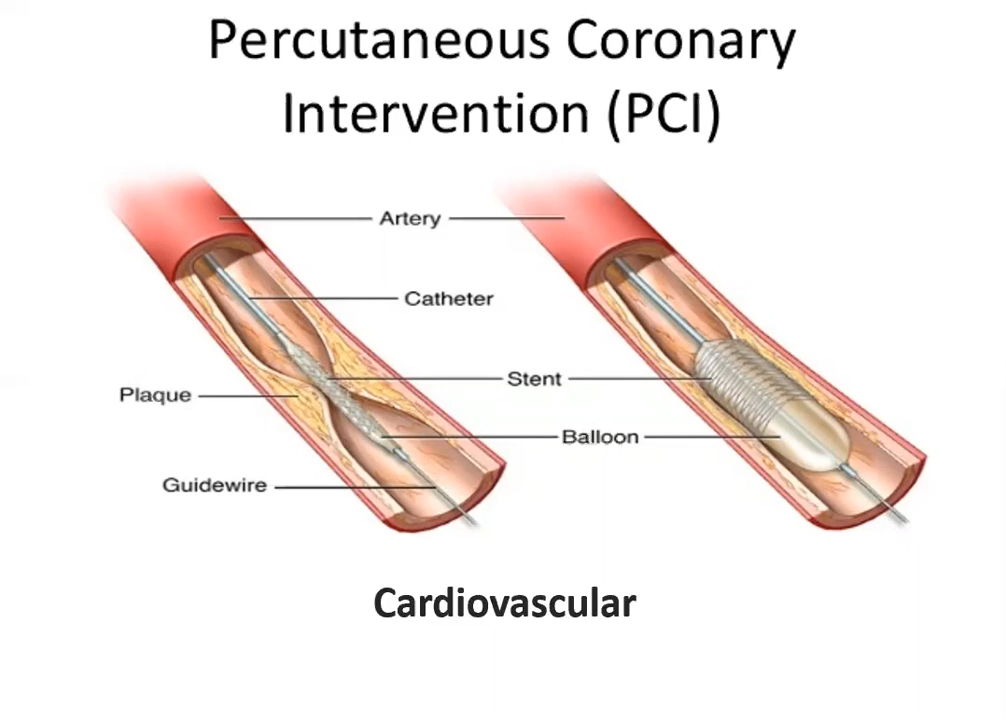 Percutaneous Coronary
Intervention (PCI)
Artery
Catheter
Stent
Plaque
Balloon
Guidewire
Cardiovascular